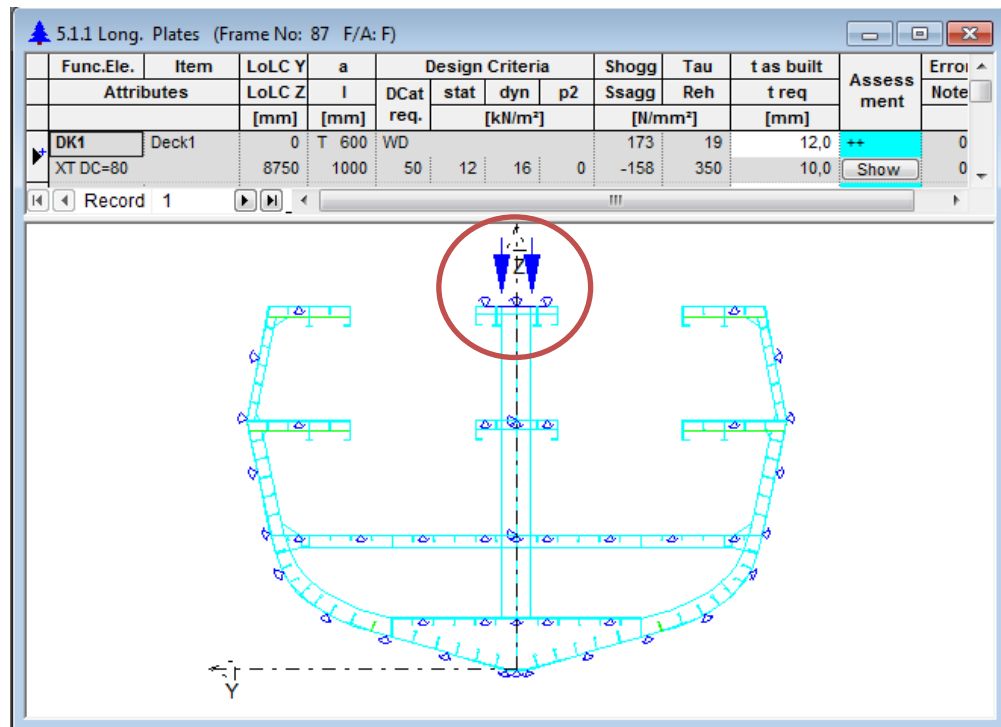 5.1.1 Long. Plates (Frame No: 87 F/A: F)
Func.Ele. Item LoLC Y a Design Criteria Shogg Tau t as built Assess ment Erroi
Attributes LoLC Z l DCat req. stat dyn p2 Ssagg Reh t req Note
[mm] [mm] [kN/m²] [N/mm²] [mm]
DK1 Deck1 0 T 600 WD 173 19 12,0 ++ 0
XT DC=80 8750 1000 50 12 16 0 -158 350 10,0 Show 0
Record 1
Z
Y